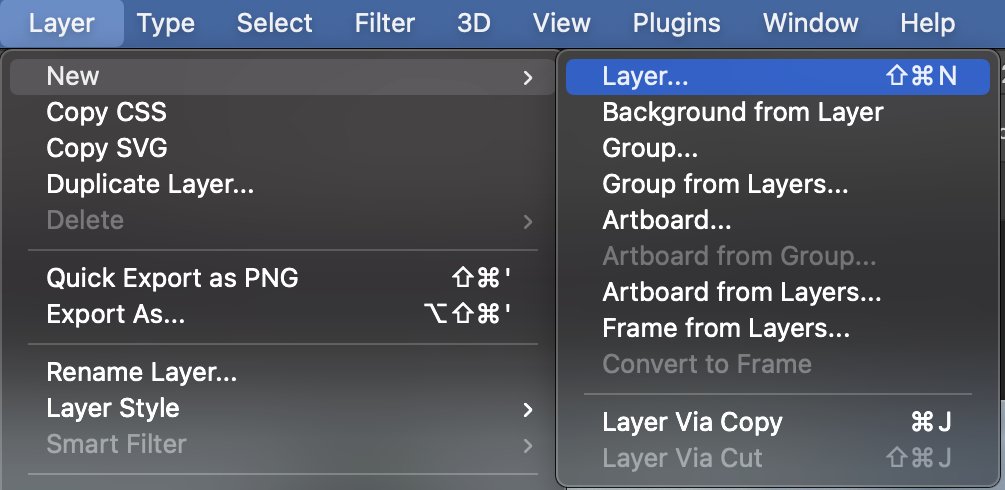 Layer Type Select Filter 3D View Plugins Window Help
New >
Copy CSS
Copy SVG
Duplicate Layer...
Delete >
Quick Export as PNG ⇧⌘'
Export As... ⌥⇧⌘'
Rename Layer...
Layer Style >
Smart Filter >
Layer... ⇧⌘N
Background from Layer
Group...
Group from Layers...
Artboard...
Artboard from Group...
Artboard from Layers...
Frame from Layers...
Convert to Frame
Layer Via Copy ⌘J
Layer Via Cut ⇧⌘J